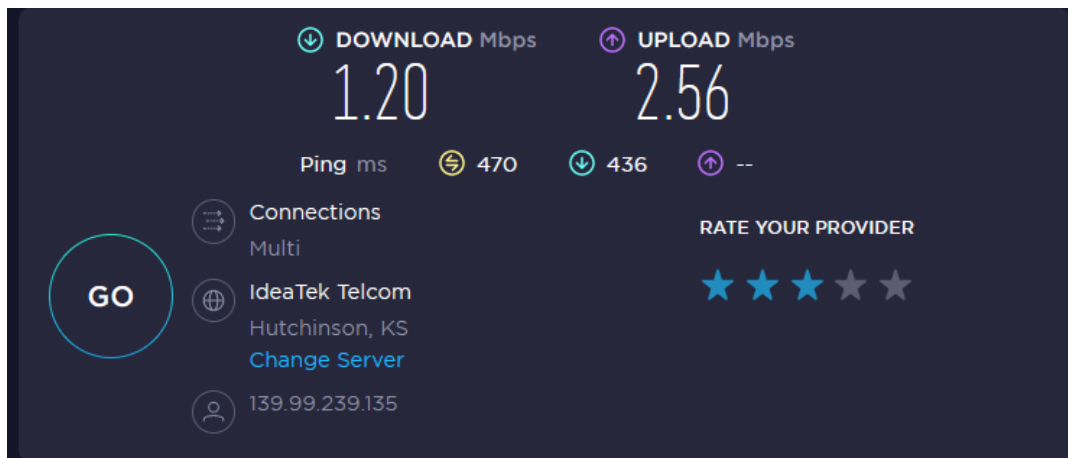 DOWNLOAD Mbps UPLOAD Mbps
1.20 2.56
Ping ms 470 436 --
Connections
Multi
RATE YOUR PROVIDER
GO
IdeaTek Telcom
Hutchinson, KS
Change Server
139.99.239.135